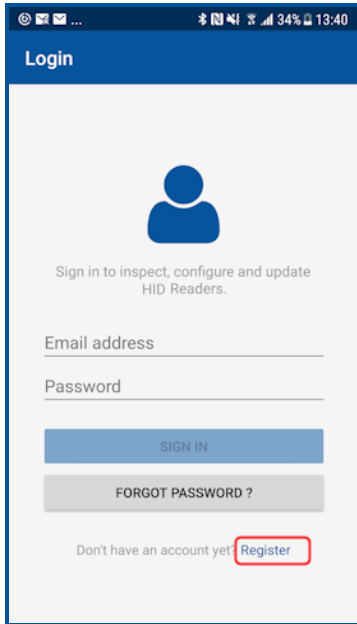 ... 34% 13:40
Login
Sign in to inspect, configure and update
HID Readers.
Email address
Password
SIGN IN
FORGOT PASSWORD ?
Don't have an account yet? Register